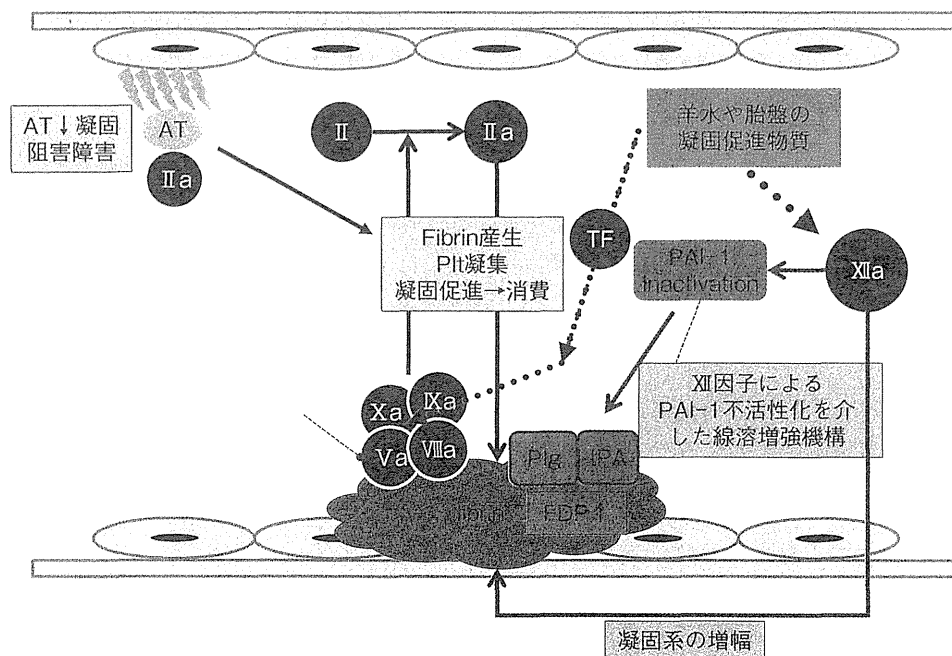 AT↓凝固
阻害障害
AT
Ⅱa
Ⅱ
Ⅱa
羊水や胎盤の
凝固促進物質
Fibrin産生
Plt凝集
凝固促進→消費
TF
PAI-1
Inactivation
Ⅻa
Ⅹa
Ⅸa
Ⅴa
Ⅷa
Ⅻ因子による
PAI-1不活性化を介
した線溶増強機構
Plg
tPA
fibrin
FDP↑
凝固系の増幅